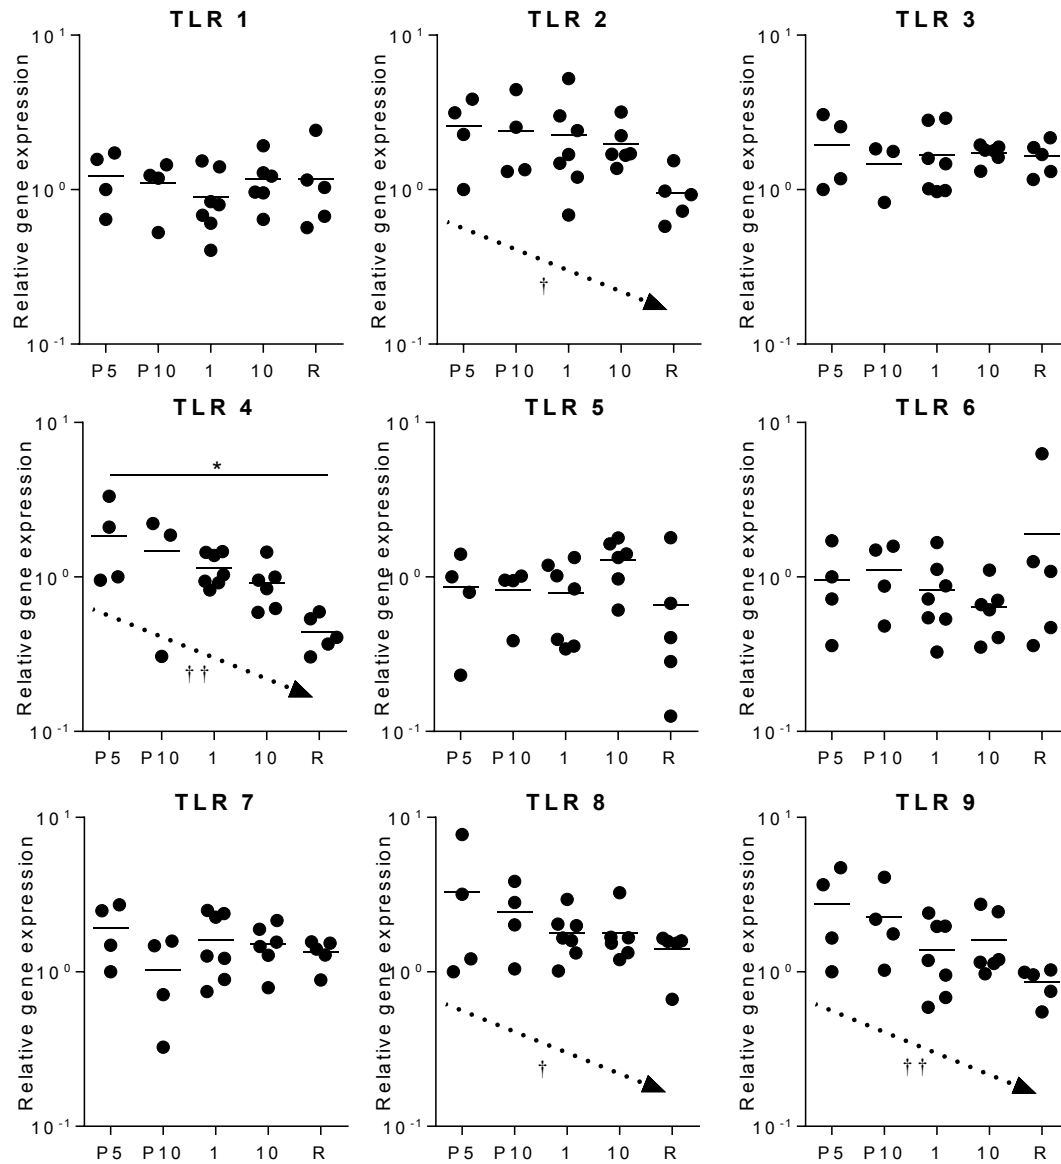 TLR 1
Relative gene expression
10¹
10⁰
10⁻¹
P5 P10 1 10 R
TLR 2
Relative gene expression
10¹
10⁰
10⁻¹
†
P5 P10 1 10 R
TLR 3
Relative gene expression
10¹
10⁰
10⁻¹
P5 P10 1 10 R
TLR 4
Relative gene expression
10¹
10⁰
10⁻¹
*
††
P5 P10 1 10 R
TLR 5
Relative gene expression
10¹
10⁰
10⁻¹
P5 P10 1 10 R
TLR 6
Relative gene expression
10¹
10⁰
10⁻¹
P5 P10 1 10 R
TLR 7
Relative gene expression
10¹
10⁰
10⁻¹
P5 P10 1 10 R
TLR 8
Relative gene expression
10¹
10⁰
10⁻¹
†
P5 P10 1 10 R
TLR 9
Relative gene expression
10¹
10⁰
10⁻¹
††
P5 P10 1 10 R